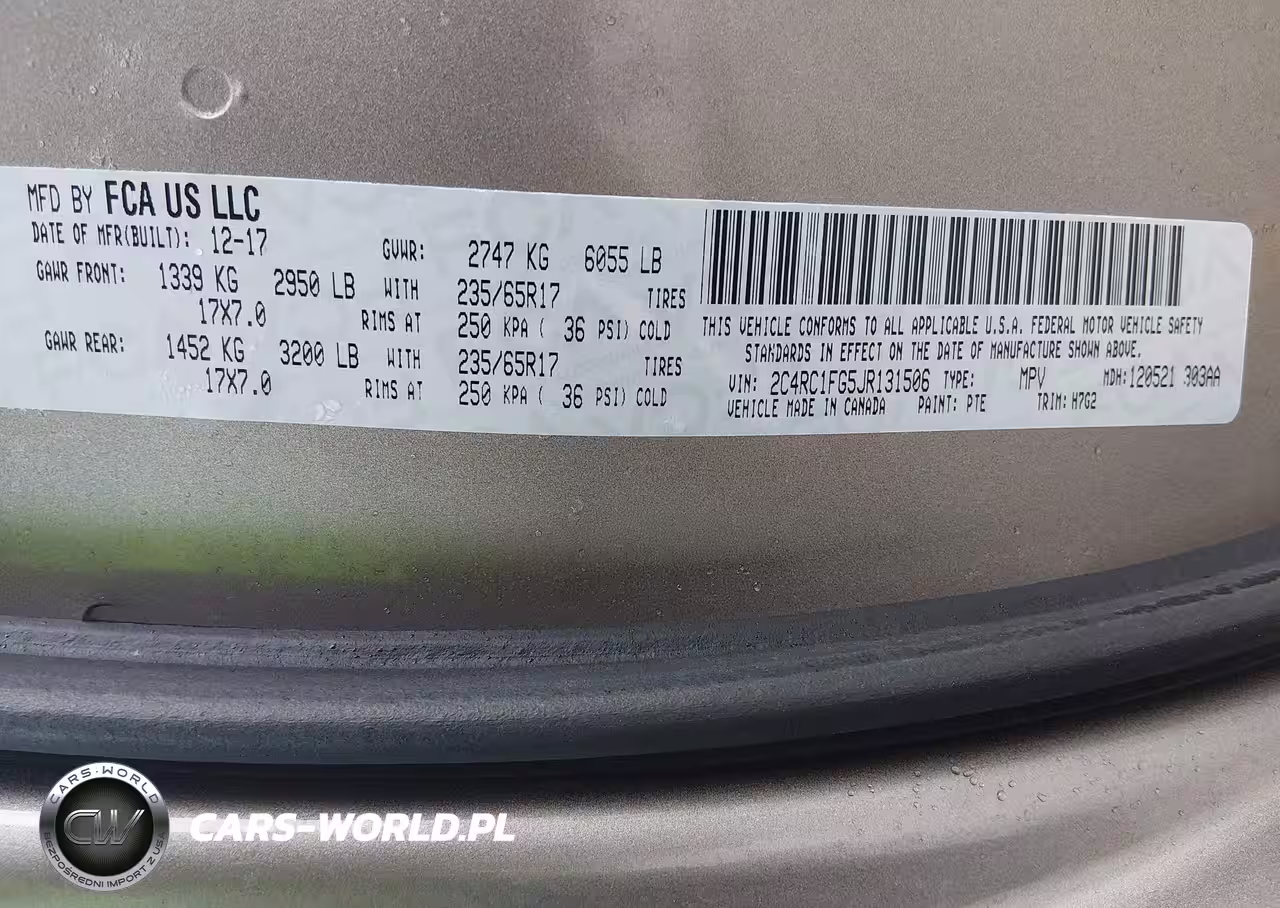 MFD BY FCA US LLC
DATE OF MFR(BUILT): 12-17 GVWR: 2747 KG 6055 LB
GAWR FRONT: 1339 KG 2950 LB WITH 235/65R17 TIRES
17X7.0 RIMS AT 250 KPA ( 36 PSI) COLD
GAWR REAR: 1452 KG 3200 LB WITH 235/65R17 TIRES
17X7.0 RIMS AT 250 KPA ( 36 PSI) COLD
THIS VEHICLE CONFORMS TO ALL APPLICABLE U.S.A. FEDERAL MOTOR VEHICLE SAFETY
STANDARDS IN EFFECT ON THE DATE OF MANUFACTURE SHOWN ABOVE.
VIN: 2C4RC1FG5JR131506 TYPE: MPV MDH:120521 303AA
VEHICLE MADE IN CANADA PAINT: PTE TRIM: H7G2
CARS-WORLD
CW
BEZPOŚREDNI IMPORT Z USA
CARS-WORLD.PL